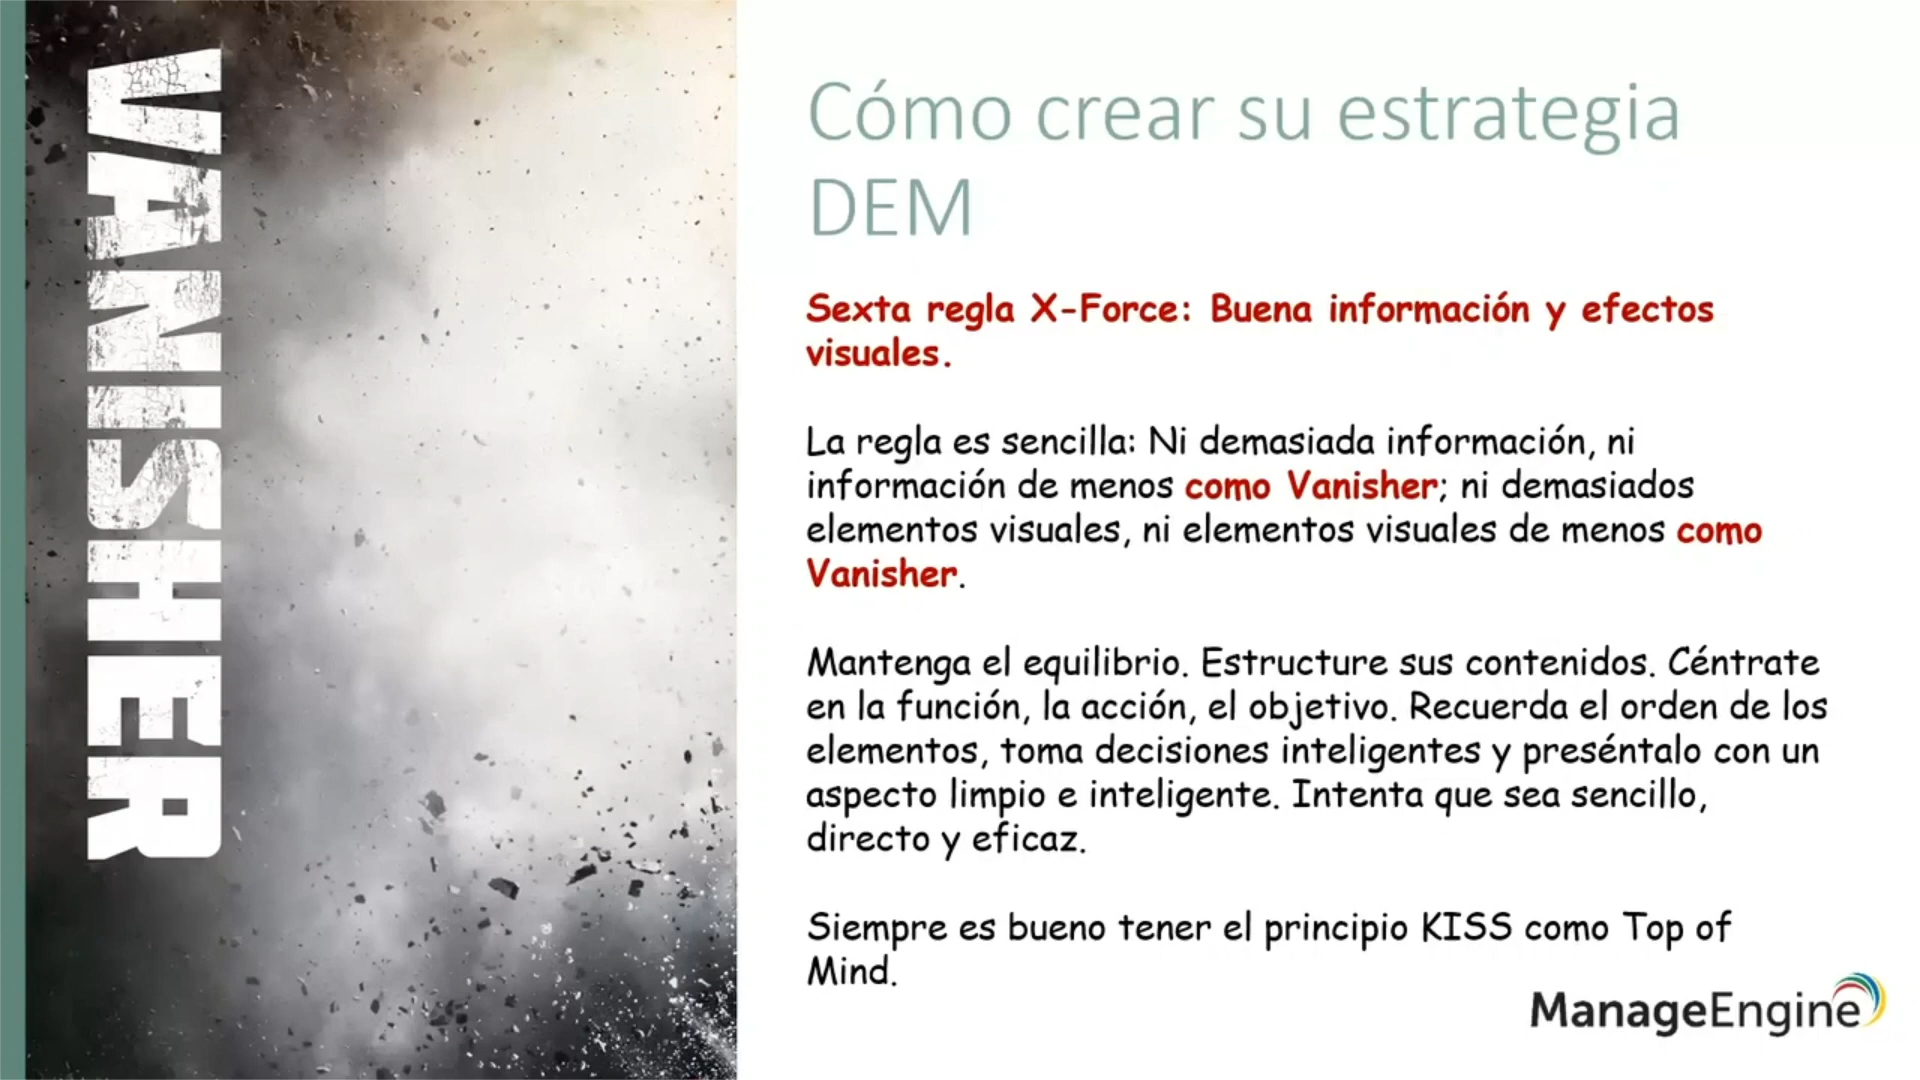 VANISHER
Cómo crear su estrategia
DEM
Sexta regla X-Force: Buena información y efectos
visuales.
La regla es sencilla: Ni demasiada información, ni
información de menos como Vanisher; ni demasiados
elementos visuales, ni elementos visuales de menos como
Vanisher.
Mantenga el equilibrio. Estructure sus contenidos. Céntrate
en la función, la acción, el objetivo. Recuerda el orden de los
elementos, toma decisiones inteligentes y preséntalo con un
aspecto limpio e inteligente. Intenta que sea sencillo,
directo y eficaz.
Siempre es bueno tener el principio KISS como Top of
Mind.
ManageEngine